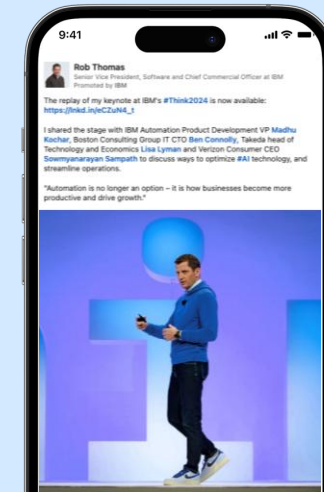 9:41
Rob Thomas
Senior Vice President, Software and Chief Commercial Officer at IBM
Promoted by IBM
The replay of my keynote at IBM's #Think2024 is now available:
https://lnkd.in/eCZuN4_t
I shared the stage with IBM Automation Product Development VP Madhu
Kochar, Boston Consulting Group IT CTO Ben Connolly, Takeda head of
Technology and Economics Lisa Lyman and Verizon Consumer CEO
Sowmyanarayan Sampath to discuss ways to optimize #AI technology, and
streamline operations.
"Automation is no longer an option – it is how businesses become more
productive and drive growth."